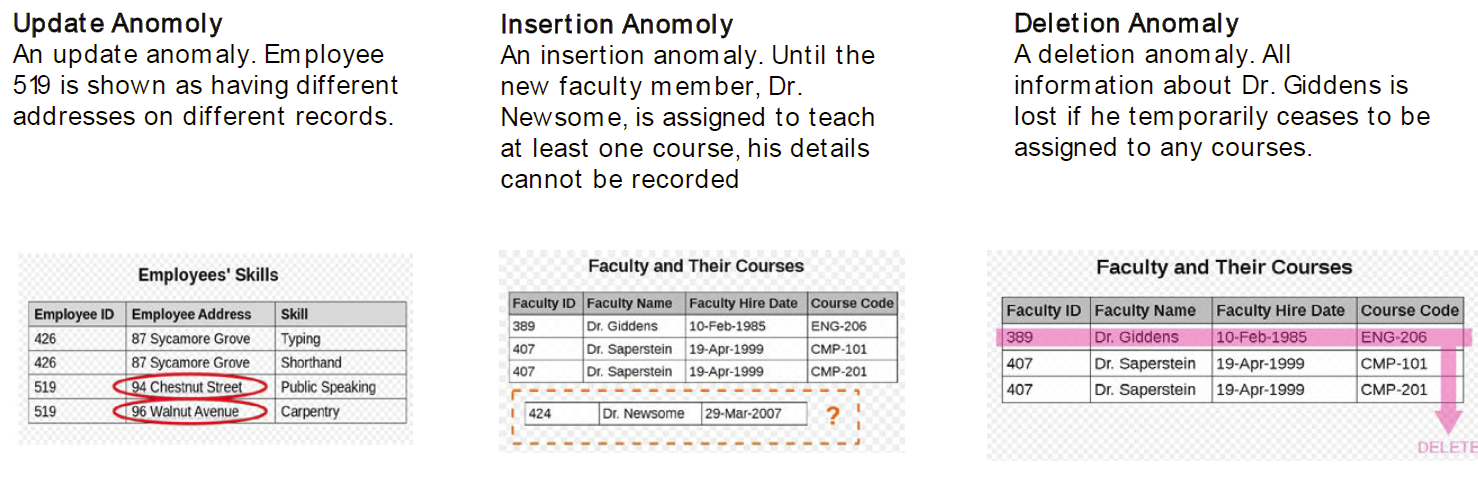 Update Anomoly
An update anomaly. Employee
519 is shown as having different
addresses on different records.
Insertion Anomoly
An insertion anomaly. Until the
new faculty member, Dr.
Newsome, is assigned to teach
at least one course, his details
cannot be recorded
Deletion Anomaly
A deletion anomaly. All
information about Dr. Giddens is
lost if he temporarily ceases to be
assigned to any courses.
Employees' Skills
Employee ID Employee Address Skill
426 87 Sycamore Grove Typing
426 87 Sycamore Grove Shorthand
519 94 Chestnut Street Public Speaking
519 96 Walnut Avenue Carpentry
Faculty and Their Courses
Faculty ID Faculty Name Faculty Hire Date Course Code
389 Dr. Giddens 10-Feb-1985 ENG-206
407 Dr. Saperstein 19-Apr-1999 CMP-101
407 Dr. Saperstein 19-Apr-1999 CMP-201
424 Dr. Newsome 29-Mar-2007 ?
Faculty and Their Courses
Faculty ID Faculty Name Faculty Hire Date Course Code
389 Dr. Giddens 10-Feb-1985 ENG-206
407 Dr. Saperstein 19-Apr-1999 CMP-101
407 Dr. Saperstein 19-Apr-1999 CMP-201
DELETE